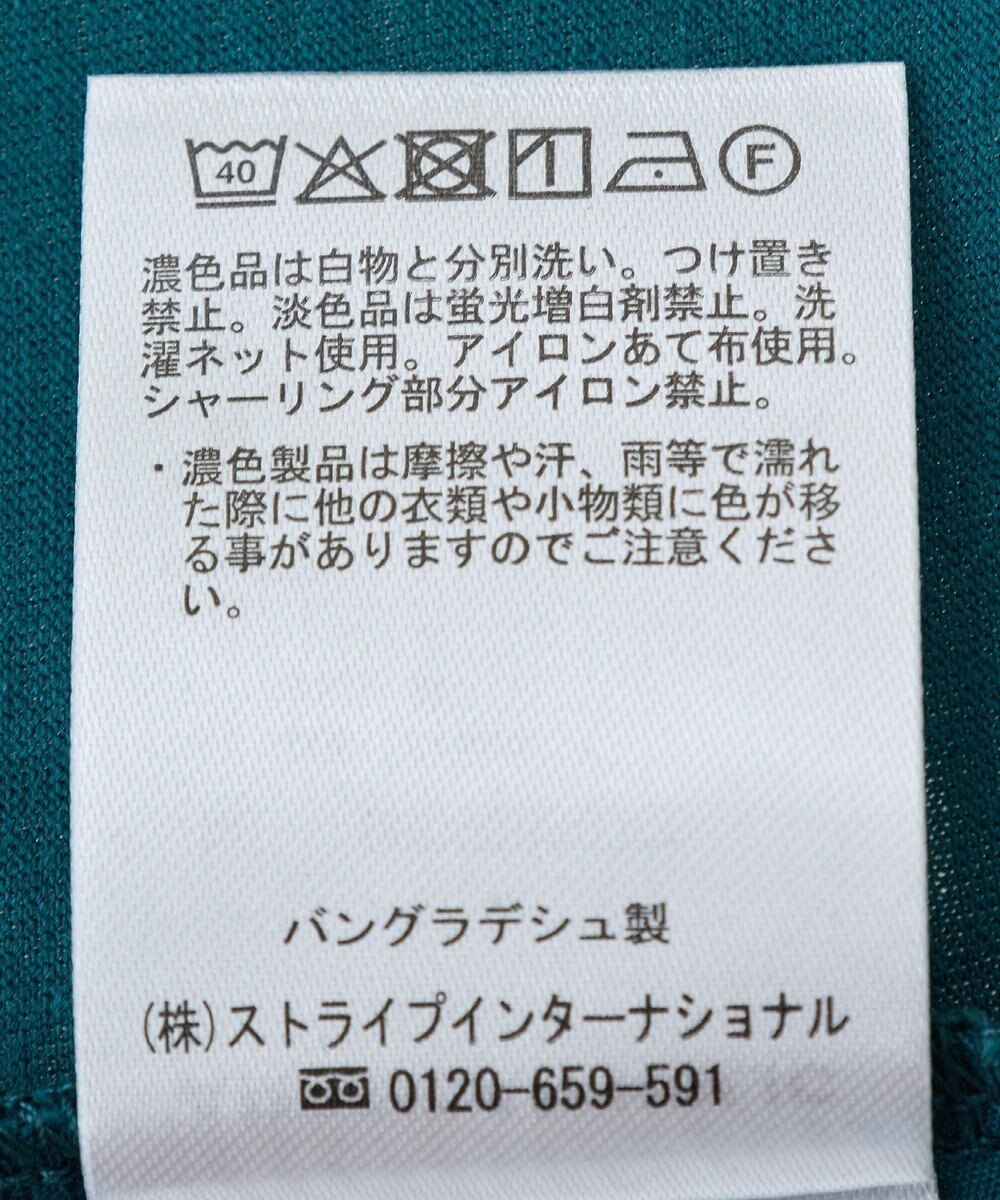 40 F
濃色品は白物と分別洗い。つけ置き
禁止。淡色品は蛍光増白剤禁止。洗
濯ネット使用。アイロンあて布使用。
シャーリング部分アイロン禁止。
・濃色製品は摩擦や汗、雨等で濡れ
た際に他の衣類や小物類に色が移
る事がありますのでご注意くださ
い。
バングラデシュ製
(株)ストライプインターナショナル
0120-659-591